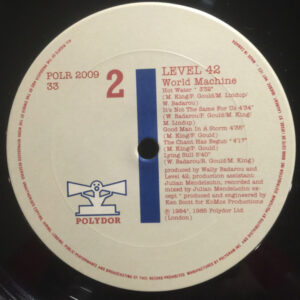 POLR 2009
33
2
LEVEL 42
World Machine
Hot Water * 3'32"
(M. King/P. Gould/M. Lindup/
W. Badarou)
It's Not The Same For Us 4'34"
(W. Badarou/P. Gould/M. King/
M. Lindup)
Good Man In A Storm 4'35"
(M. King/P. Gould)
The Chant Has Begun *4'17"
(M. King/P. Gould)
Lying Still 5'40"
(W. Badarou/B. Gould/M. King)
produced by Wally Badarou and
Level 42, production assistant:
Julian Mendelsohn, recorded and
mixed by Julian Mendelsohn ex-
cept * produced and engineered by
Ken Scott for KoMos Productions
℗ 1984*, 1985 Polydor Ltd
(London)
POLYDOR